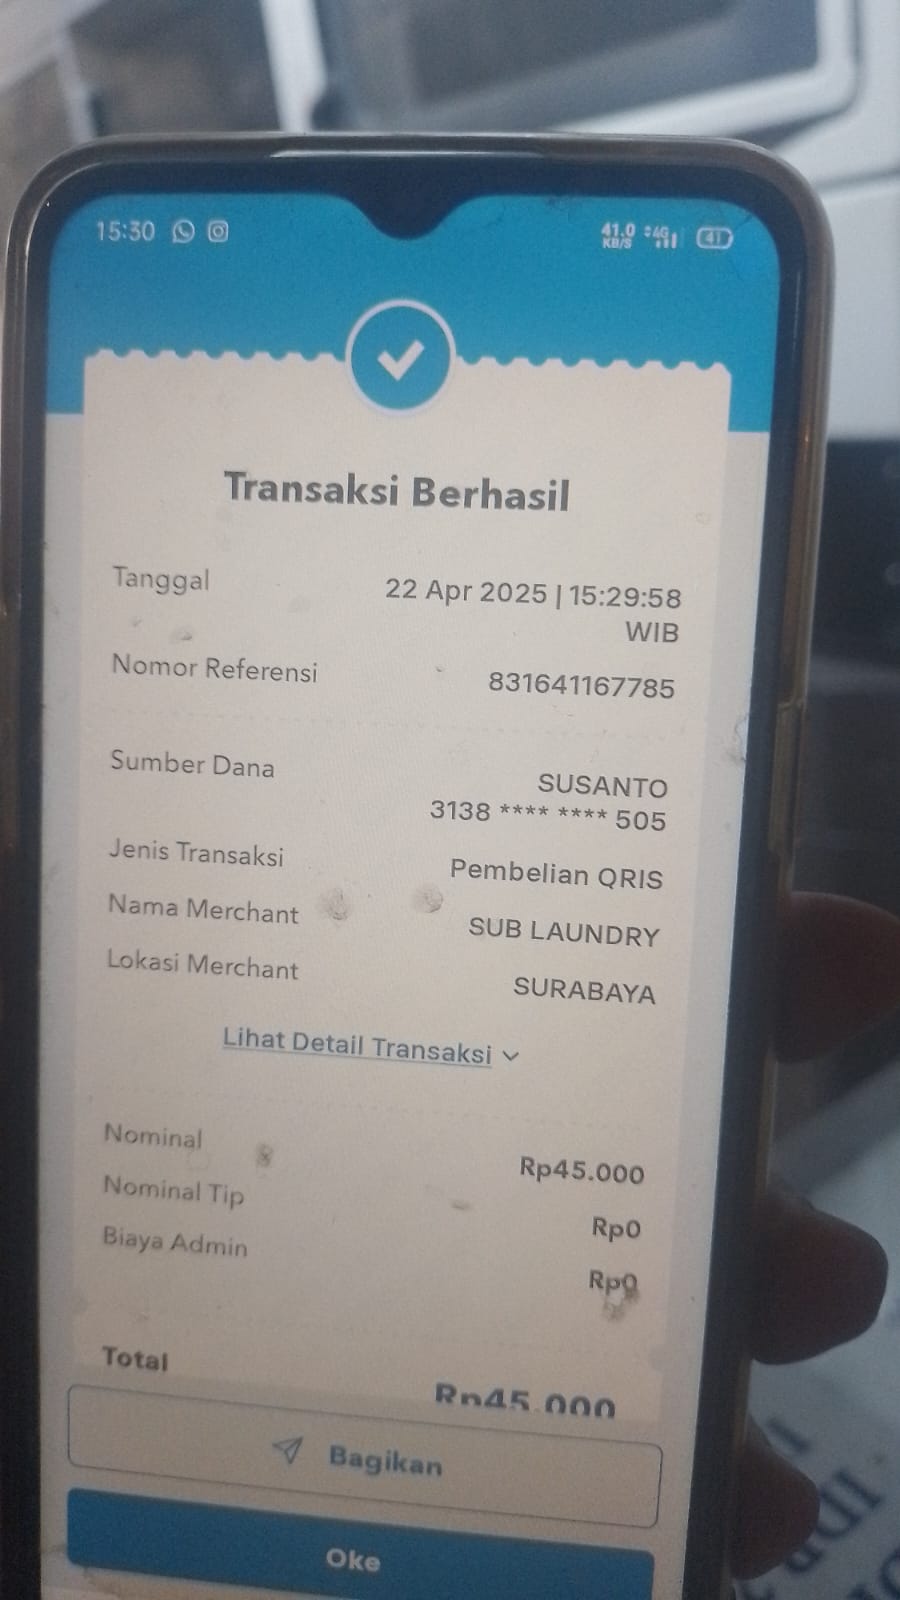 15:30
41.0 KB/S 4G 41
Transaksi Berhasil
Tanggal
22 Apr 2025 | 15:29:58
WIB
Nomor Referensi
831641167785
Sumber Dana
SUSANTO
3138 **** **** 505
Jenis Transaksi
Pembelian QRIS
Nama Merchant
SUB LAUNDRY
Lokasi Merchant
SURABAYA
Lihat Detail Transaksi
Nominal
Rp45.000
Nominal Tip
Rp0
Biaya Admin
Rp0
Total
Rp45.000
Bagikan
Oke